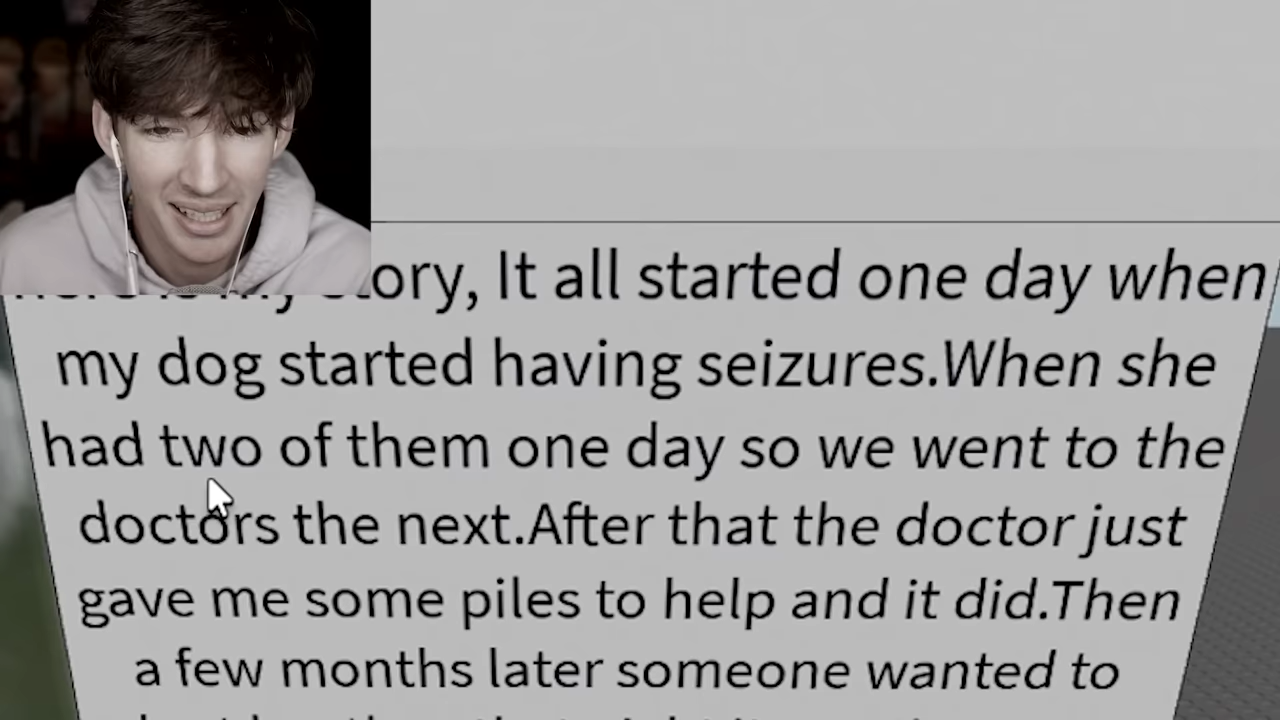 my story, It all started one day when
my dog started having seizures.When she
had two of them one day so we went to the
doctors the next.After that the doctor just
gave me some piles to help and it did.Then
a few months later someone wanted to